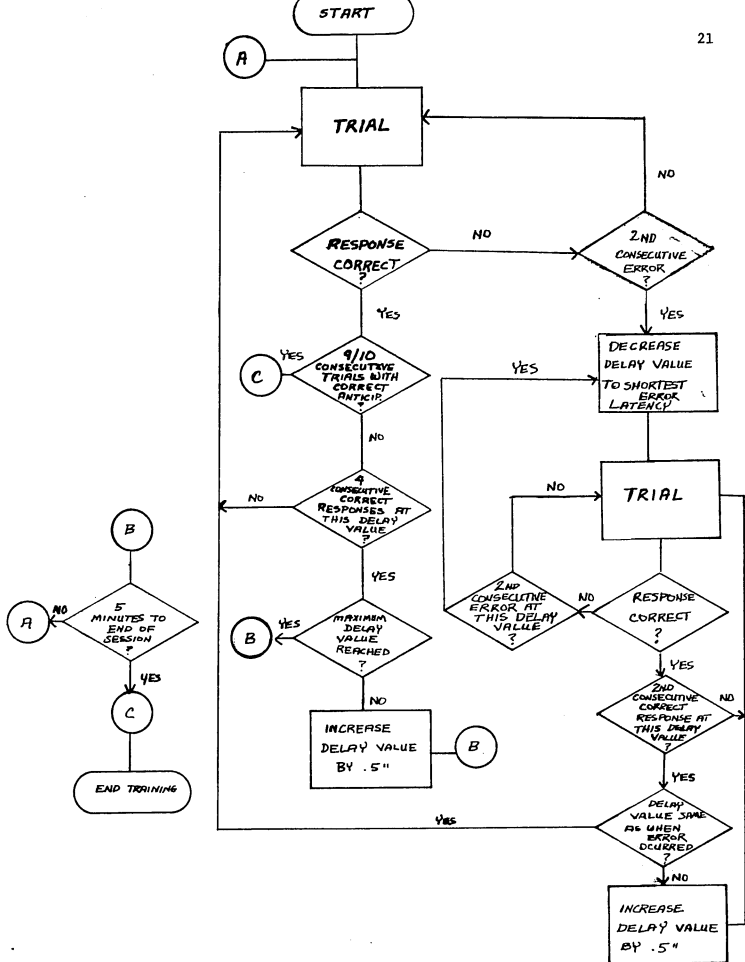 START
21
A
TRIAL
NO
RESPONSE
CORRECT
?
NO
2ND
CONSECUTIVE
ERROR
?
YES
YES
YES
9/10
CONSECUTIVE
TRIALS WITH
CORRECT
ANTICIP.
?
C
DECREASE
DELAY VALUE
TO SHORTEST
ERROR
LATENCY
YES
NO
NO
4
CONSECUTIVE
CORRECT
RESPONSES AT
THIS DELAY
VALUE
?
NO
TRIAL
B
YES
5
MINUTES TO
END OF
SESSION
?
NO
A
YES
C
END TRAINING
YES
B
MAXIMUM
DELAY
VALUE
REACHED
?
NO
INCREASE
DELAY VALUE
BY .5"
B
2ND
CONSECUTIVE
ERROR AT
THIS DELAY
VALUE
?
NO
RESPONSE
CORRECT
?
YES
2ND
CONSECUTIVE
CORRECT
RESPONSE AT
THIS DELAY
VALUE
?
NO
YES
YES
DELAY
VALUE SAME
AS WHEN
ERROR
OCURRED
?
NO
INCREASE
DELAY VALUE
BY .5"